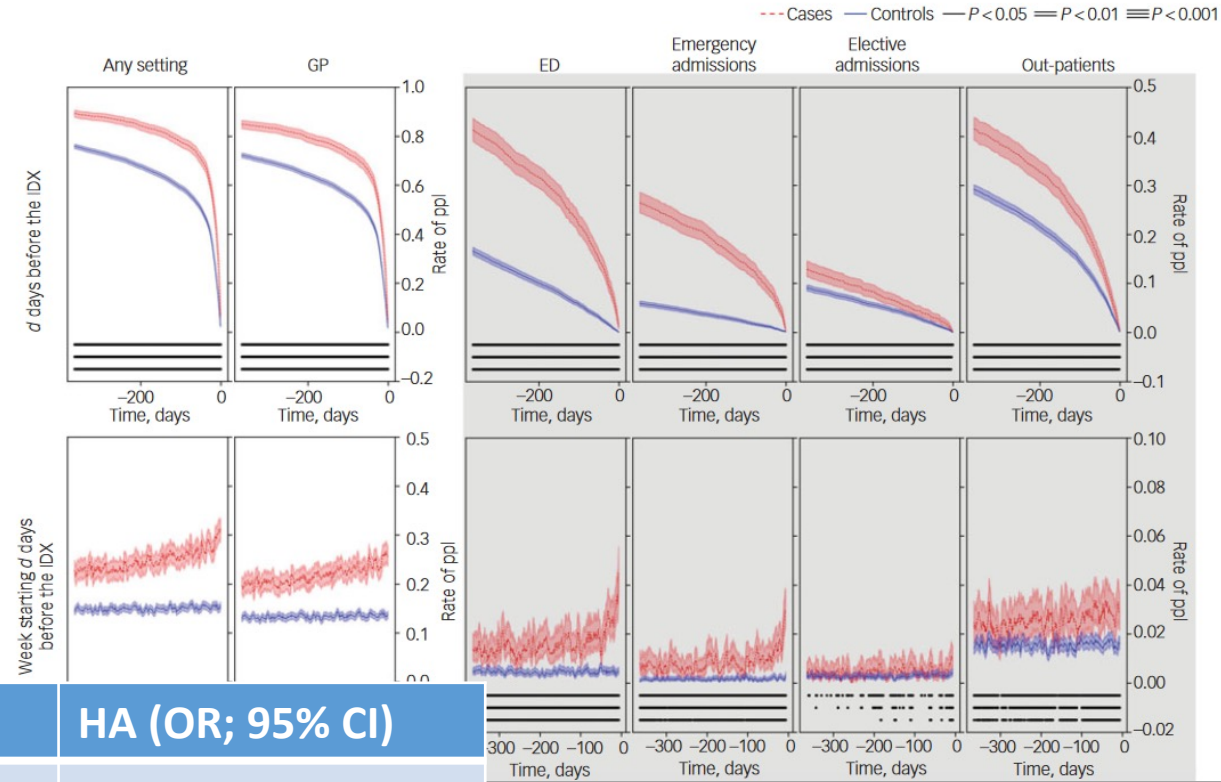 Cases Controls P < 0.05 P < 0.01 P < 0.001
Any setting GP ED Emergency admissions Elective admissions Out-patients
d days before the IDX
1.0
0.8
0.6
0.4
0.2
0.0
–0.2
Rate of ppl
0.5
0.4
0.3
0.2
0.1
0.0
–0.1
Rate of ppl
–200 0 –200 0 –200 0 –200 0 –200 0 –200 0
Time, days Time, days Time, days Time, days Time, days Time, days
Week starting d days
before the IDX
0.5
0.4
0.3
0.2
0.1
0.0
Rate of ppl
0.10
0.08
0.06
0.04
0.02
0.00
–0.02
Rate of ppl
HA (OR; 95% CI)
–300 0 –300 –200 –100 0 –300 –200 –100 0 –300 –200 –100 0
Time, days Time, days Time, days Time, days